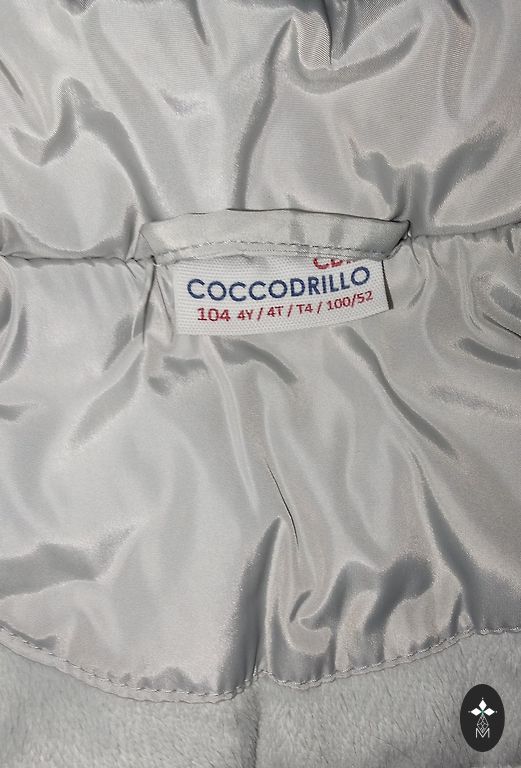 COCCODRILLO
104 4Y / 4T / T4 / 100/52